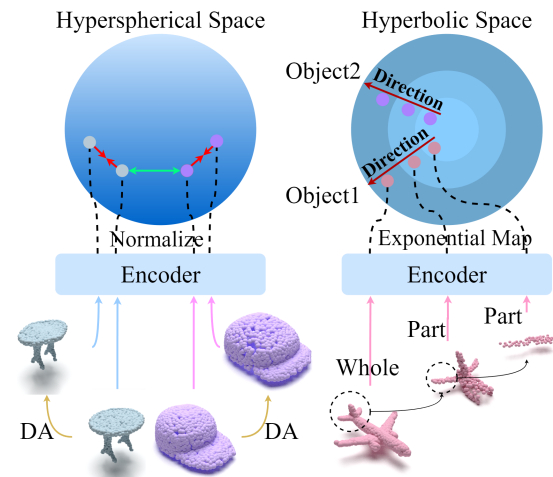 Hyperspherical Space
Hyperbolic Space
Object2
Direction
Direction
Object1
Normalize
Exponential Map
Encoder
Encoder
Part
Part
Whole
DA
DA